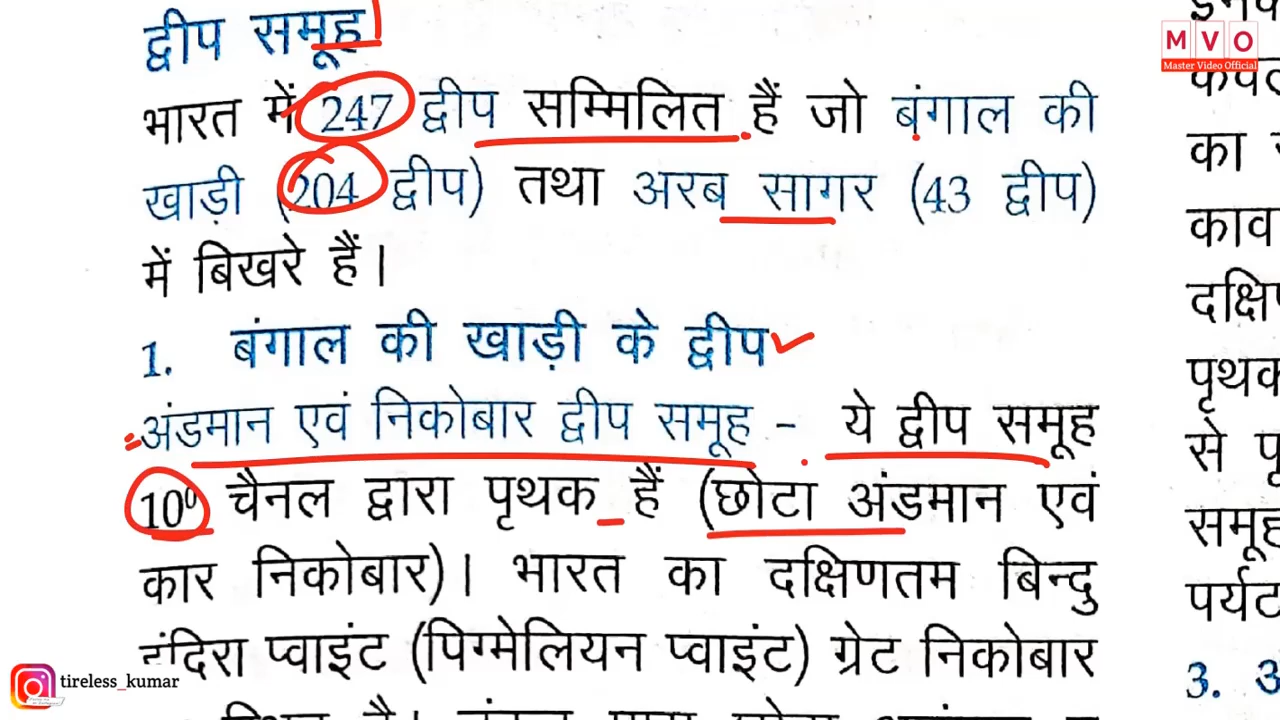 द्वीप समूह
भारत में 247 द्वीप सम्मिलित हैं जो बंगाल की
खाड़ी (204 द्वीप) तथा अरब सागर (43 द्वीप)
में बिखरे हैं।
1. बंगाल की खाड़ी के द्वीप
अंडमान एवं निकोबार द्वीप समूह - ये द्वीप समूह
10⁰ चैनल द्वारा पृथक हैं (छोटा अंडमान एवं
कार निकोबार)। भारत का दक्षिणतम बिन्दु
इंदिरा प्वाइंट (पिग्मेलियन प्वाइंट) ग्रेट निकोबार
का
काव
दक्षि
पृथक
से पू
समूह
पर्यट
3.
MVO
Master Video Official
tireless_kumar